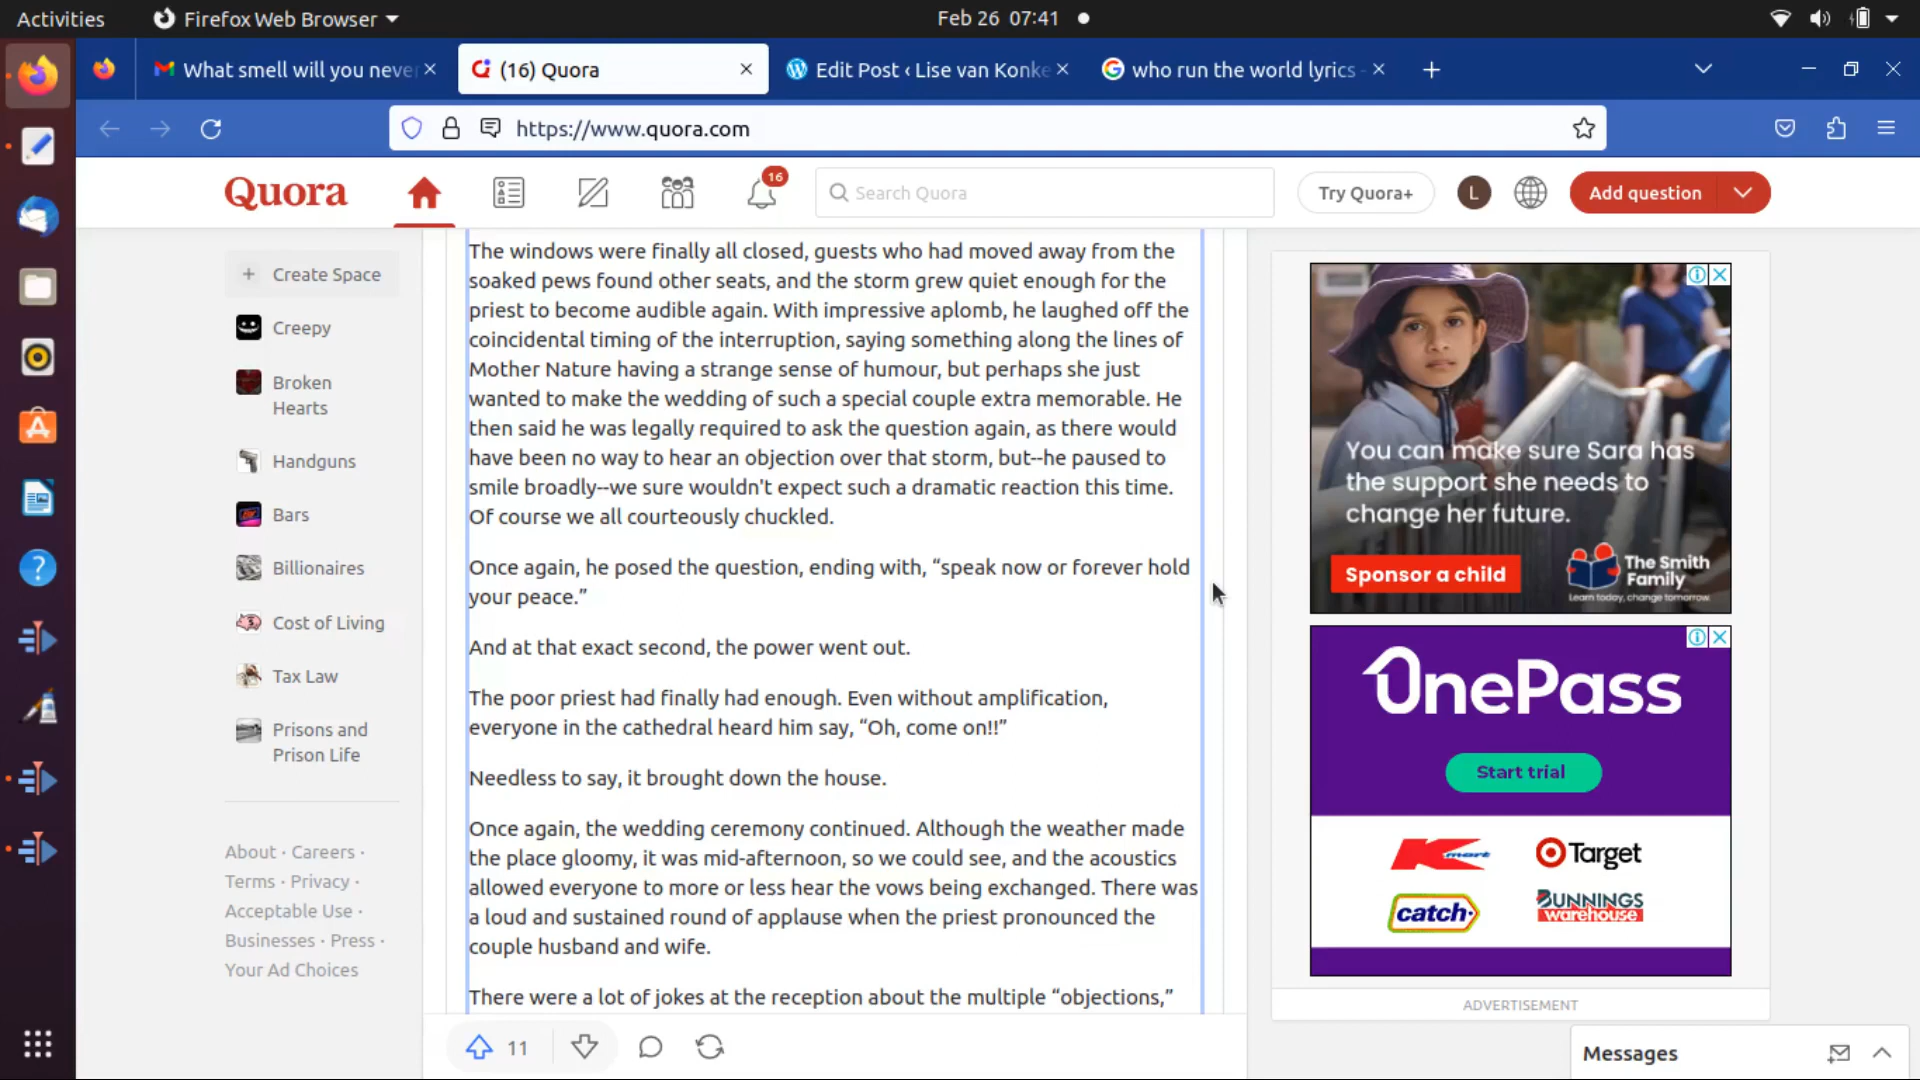 Activities
Firefox Web Browser
Feb 26 07:41
What smell will you neve
(16) Quora
Edit Post ‹ Lise van Konke
who run the world lyrics -
https://www.quora.com
Quora
16
Search Quora
Try Quora+
L
Add question
Create Space
Creepy
Broken
Hearts
Handguns
Bars
Billionaires
Cost of Living
Tax Law
Prisons and
Prison Life
About · Careers ·
Terms · Privacy ·
Acceptable Use ·
Businesses · Press ·
Your Ad Choices
The windows were finally all closed, guests who had moved away from the
soaked pews found other seats, and the storm grew quiet enough for the
priest to become audible again. With impressive aplomb, he laughed off the
coincidental timing of the interruption, saying something along the lines of
Mother Nature having a strange sense of humour, but perhaps she just
wanted to make the wedding of such a special couple extra memorable. He
then said he was legally required to ask the question again, as there would
have been no way to hear an objection over that storm, but--he paused to
smile broadly--we sure wouldn't expect such a dramatic reaction this time.
Of course we all courteously chuckled.
Once again, he posed the question, ending with, “speak now or forever hold
your peace.”
And at that exact second, the power went out.
The poor priest had finally had enough. Even without amplification,
everyone in the cathedral heard him say, “Oh, come on!!”
Needless to say, it brought down the house.
Once again, the wedding ceremony continued. Although the weather made
the place gloomy, it was mid-afternoon, so we could see, and the acoustics
allowed everyone to more or less hear the vows being exchanged. There was
a loud and sustained round of applause when the priest pronounced the
couple husband and wife.
There were a lot of jokes at the reception about the multiple “objections,”
11
You can make sure Sara has
the support she needs to
change her future.
Sponsor a child
The Smith
Family
Learn today, change tomorrow.
OnePass
Start trial
Kmart
Target
catch
BUNNINGS
warehouse
ADVERTISEMENT
Messages